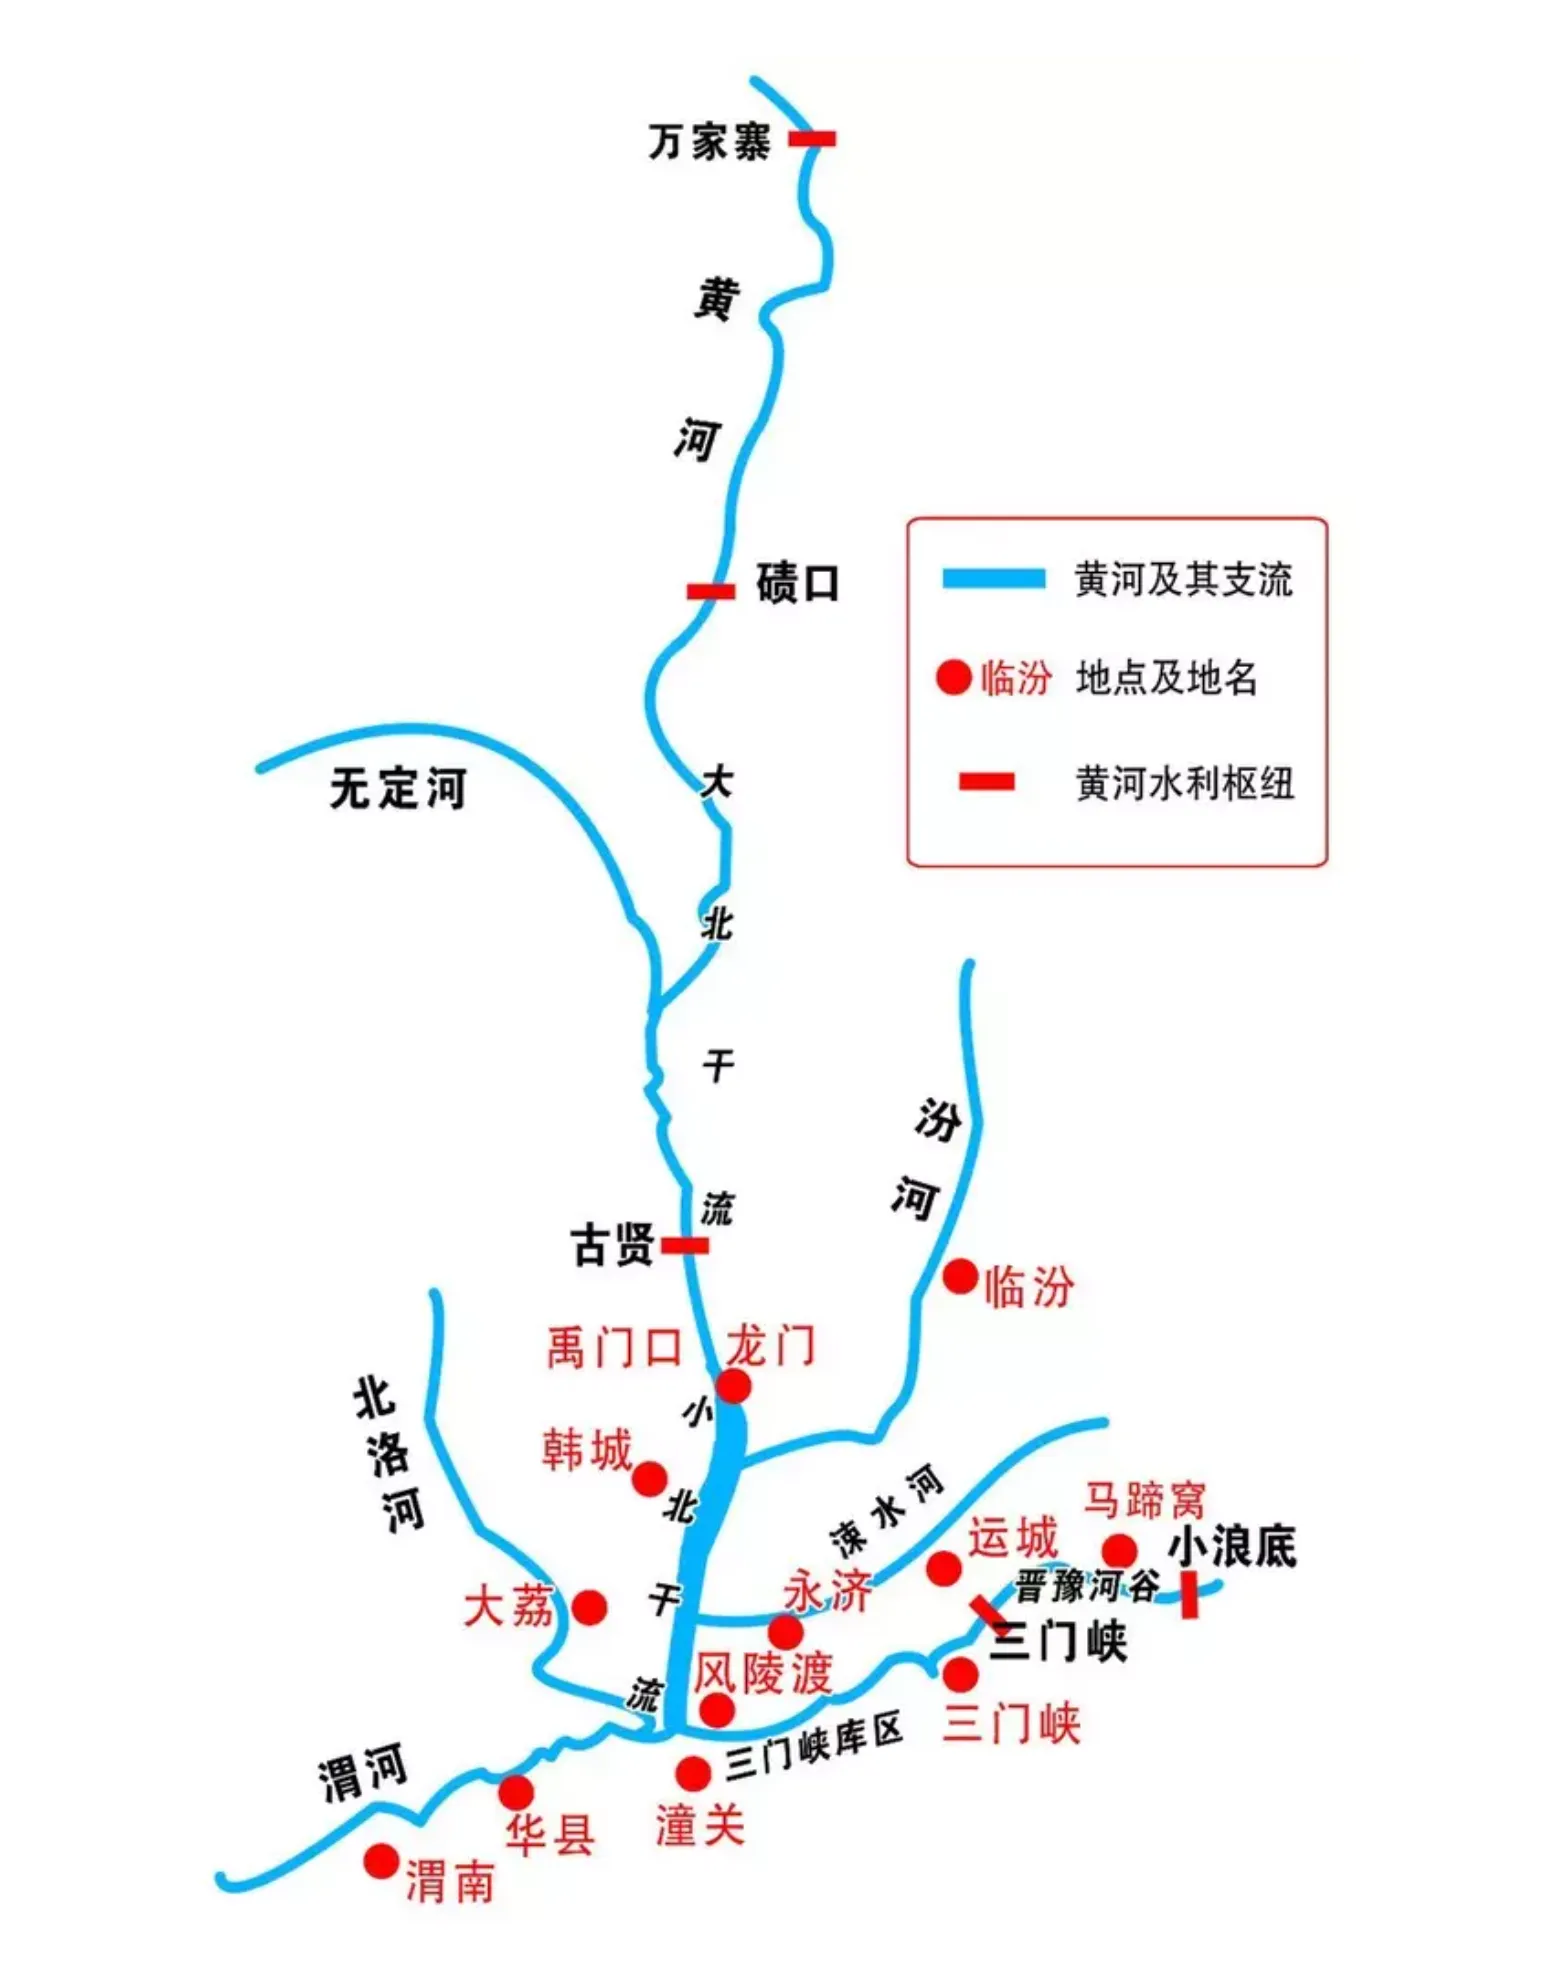 万家寨
黄河
碛口
黄河及其支流
临汾 地点及地名
黄河水利枢纽
大北干流
无定河
汾河
古贤
临汾
禹门口
龙门
小北干流
韩城
北洛河
涑水河
马蹄窝
小浪底
运城
晋豫河谷
永济
大荔
三门峡
风陵渡
三门峡
三门峡库区
渭河
潼关
华县
渭南